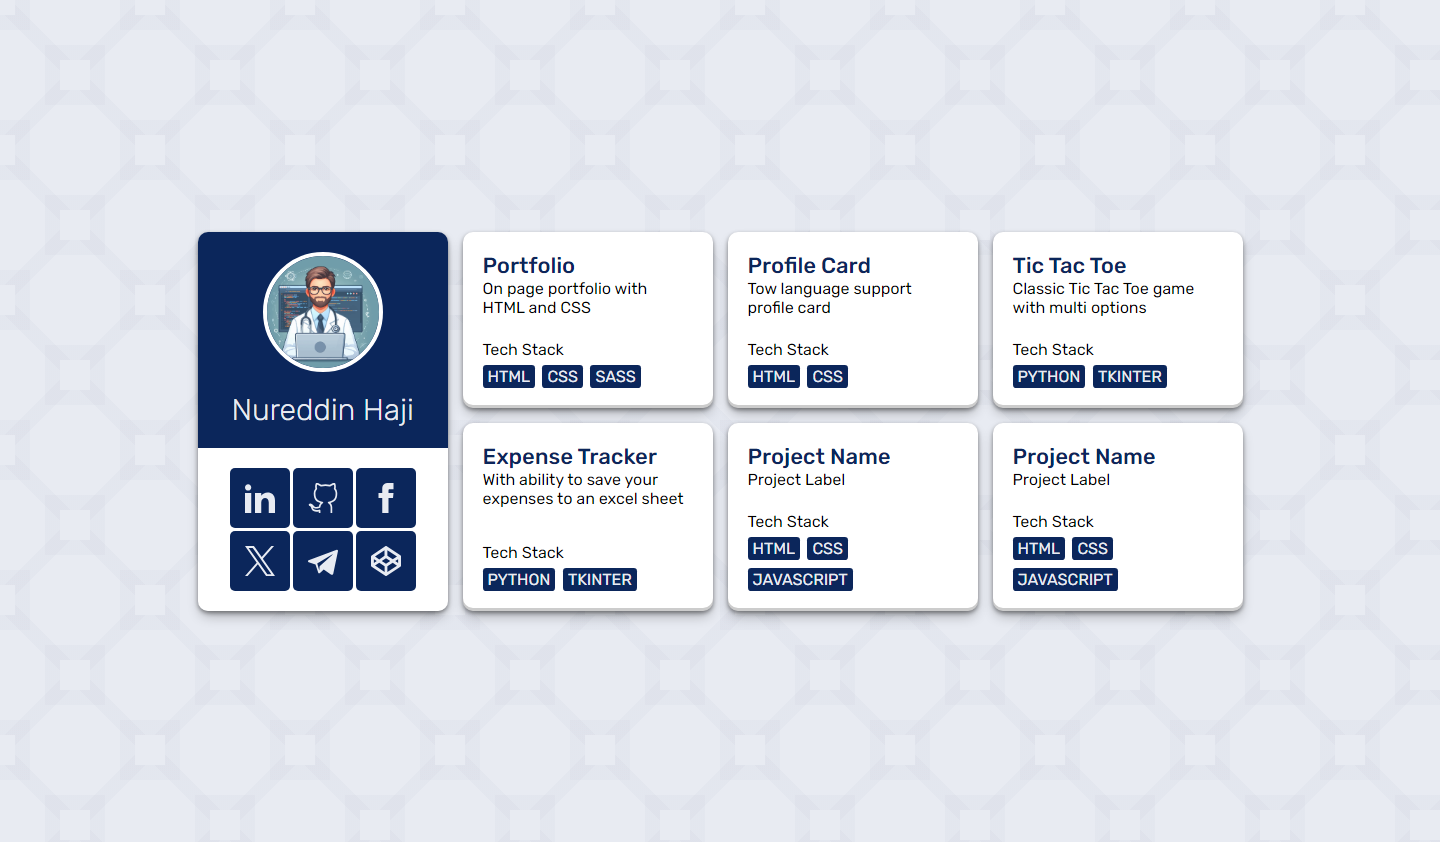 Nureddin Haji
Portfolio
On page portfolio with
HTML and CSS
Tech Stack
HTML CSS SASS
Profile Card
Tow language support
profile card
Tech Stack
HTML CSS
Tic Tac Toe
Classic Tic Tac Toe game
with multi options
Tech Stack
PYTHON TKINTER
Expense Tracker
With ability to save your
expenses to an excel sheet
Tech Stack
PYTHON TKINTER
Project Name
Project Label
Tech Stack
HTML CSS
JAVASCRIPT
Project Name
Project Label
Tech Stack
HTML CSS
JAVASCRIPT